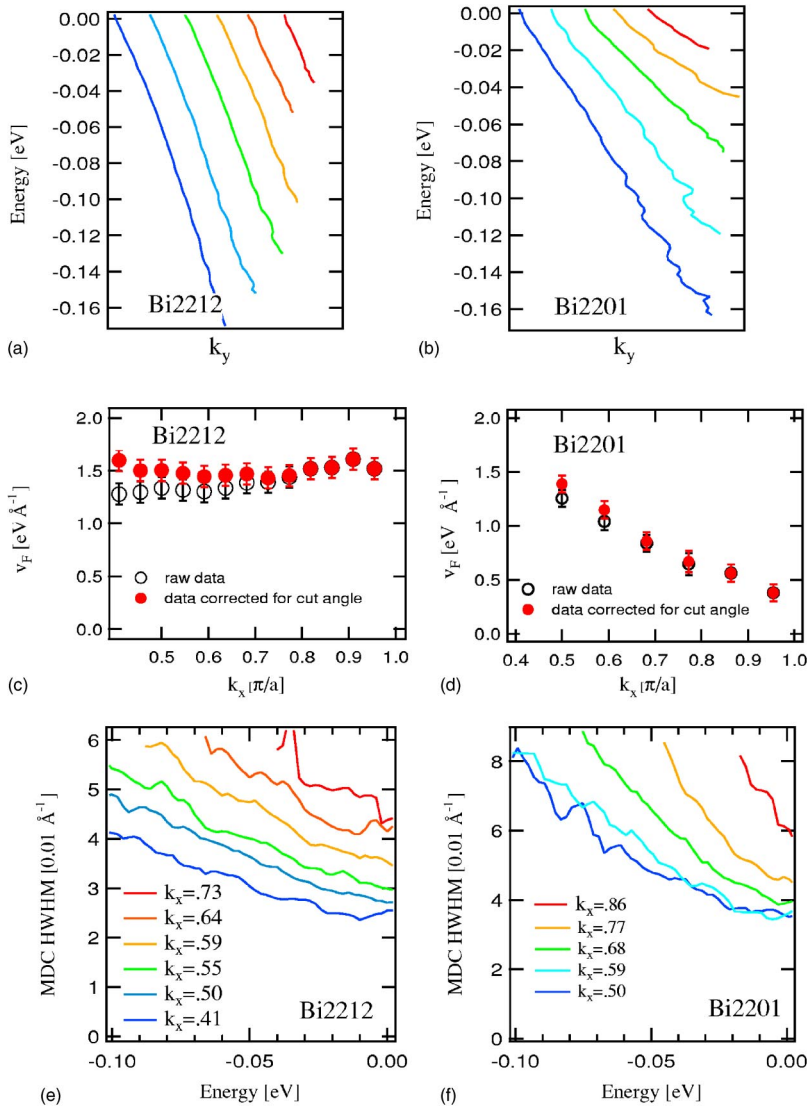 0.00
-0.02
-0.04
-0.06
-0.08
-0.10
-0.12
-0.14
-0.16
Energy [eV]
Bi2212
(a)
k_y
0.00
-0.02
-0.04
-0.06
-0.08
-0.10
-0.12
-0.14
-0.16
Energy [eV]
Bi2201
(b)
k_y
2.0
1.5
1.0
0.5
0.0
v_F [eV Å⁻¹]
Bi2212
raw data
data corrected for cut angle
0.5 0.6 0.7 0.8 0.9 1.0
(c)
k_x [π/a]
2.0
1.5
1.0
0.5
0.0
v_F [eV Å⁻¹]
Bi2201
raw data
data corrected for cut angle
0.4 0.5 0.6 0.7 0.8 0.9 1.0
(d)
k_x [π/a]
6
5
4
3
2
1
0
MDC HWHM [0.01 Å⁻¹]
k_x=.73
k_x=.64
k_x=.59
k_x=.55
k_x=.50
k_x=.41
Bi2212
-0.10 -0.05 0.00
(e)
Energy [eV]
8
6
4
2
0
MDC HWHM [0.01 Å⁻¹]
k_x=.86
k_x=.77
k_x=.68
k_x=.59
k_x=.50
Bi2201
-0.10 -0.05 0.00
(f)
Energy [eV]